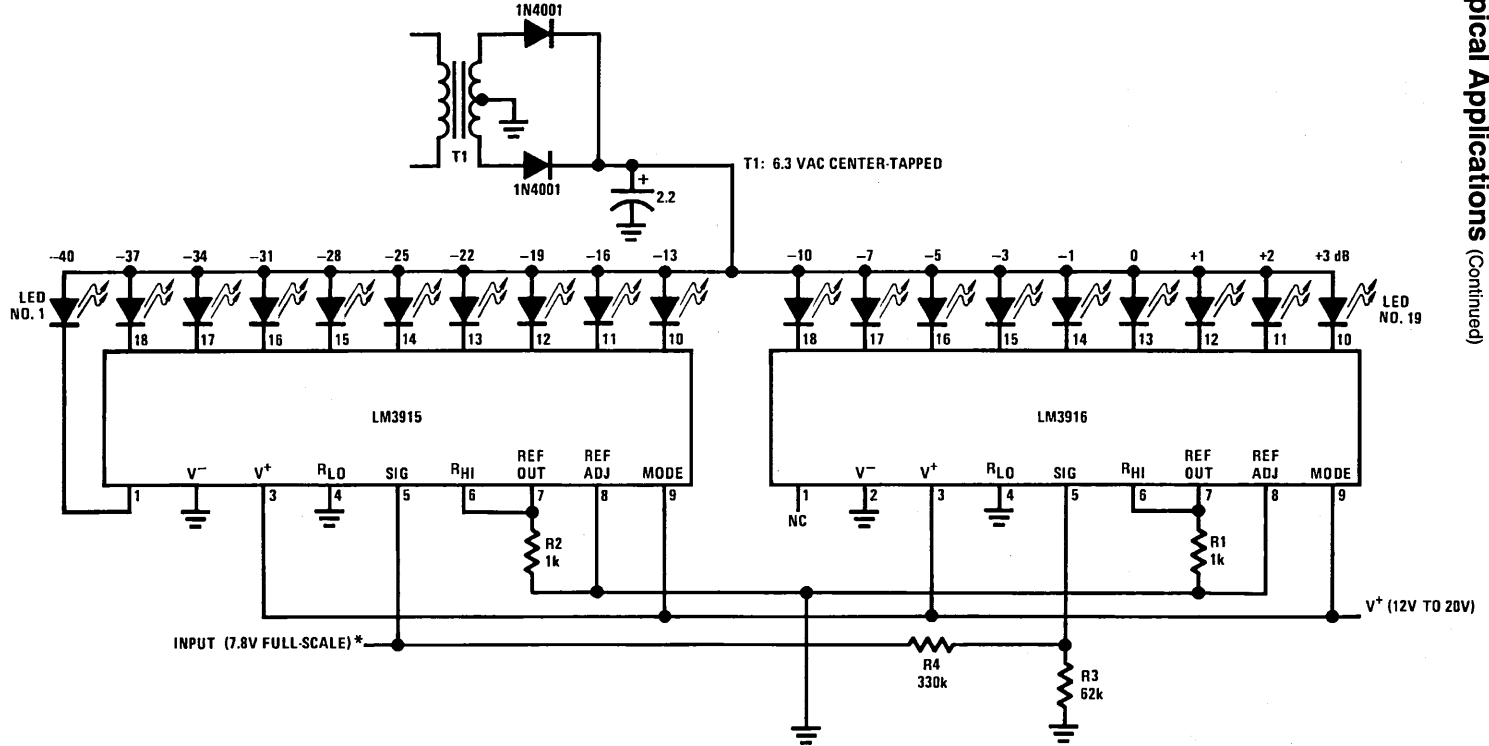 pical Applications (Continued)
1N4001
T1
1N4001
T1: 6.3 VAC CENTER-TAPPED
+
2.2
–40 –37 –34 –31 –28 –25 –22 –19 –16 –13 –10 –7 –5 –3 –1 0 +1 +2 +3 dB
LED
NO. 1
LED
NO. 19
18 17 16 15 14 13 12 11 10
18 17 16 15 14 13 12 11 10
LM3915
LM3916
V– V+ RLO SIG RHI REF OUT REF ADJ MODE
V– V+ RLO SIG RHI REF OUT REF ADJ MODE
1 3 4 5 6 7 8 9
1 2 3 4 5 6 7 8 9
NC
R2
1k
R1
1k
V+ (12V TO 20V)
INPUT (7.8V FULL-SCALE)*
R4
330k
R3
62k